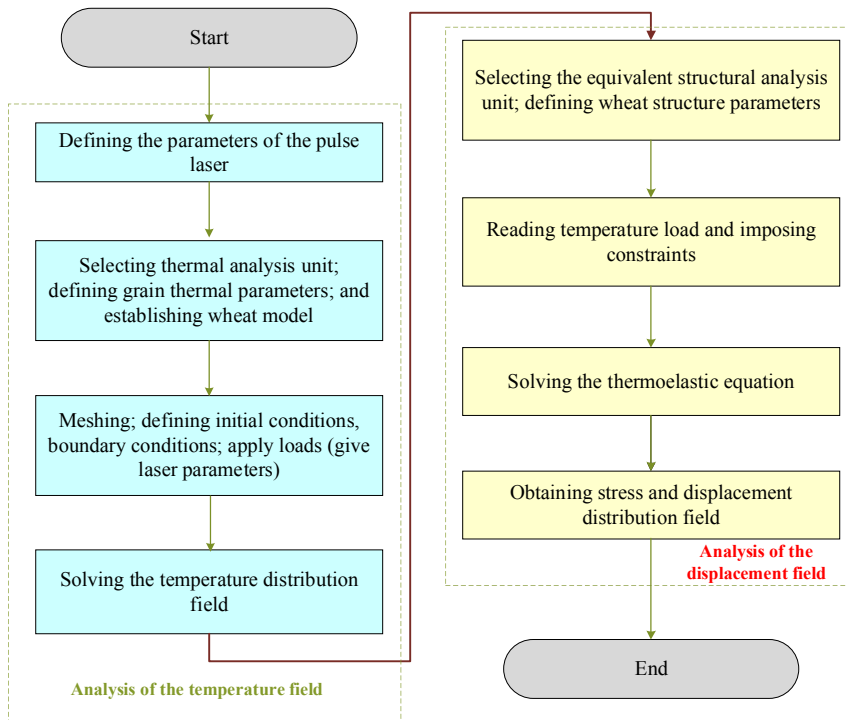 Start
Defining the parameters of the pulse
laser
Selecting thermal analysis unit;
defining grain thermal parameters; and
establishing wheat model
Meshing; defining initial conditions,
boundary conditions; apply loads (give
laser parameters)
Solving the temperature distribution
field
Analysis of the temperature field
Selecting the equivalent structural analysis
unit; defining wheat structure parameters
Reading temperature load and imposing
constraints
Solving the thermoelastic equation
Obtaining stress and displacement
distribution field
Analysis of the
displacement field
End